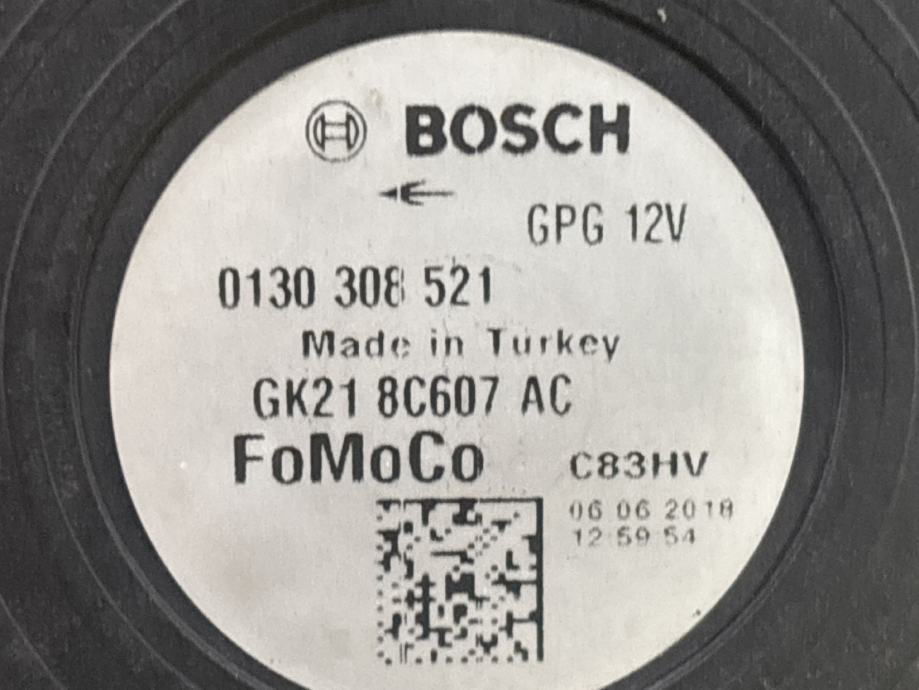 BOSCH
GPG 12V
0130 308 521
Made in Turkey
GK21 8C607 AC
FoMoCo
C83HV
06 06 2018
12 59 54